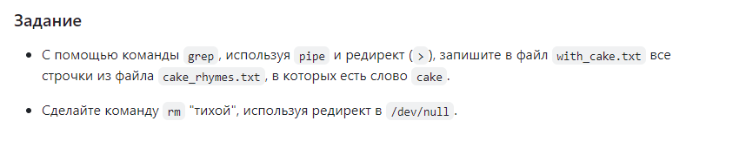 Задание
С помощью команды grep, используя pipe и редирект (>), запишите в файл with_cake.txt все
строчки из файла cake_rhymes.txt, в которых есть слово cake.
Сделайте команду rm "тихой", используя редирект в /dev/null.